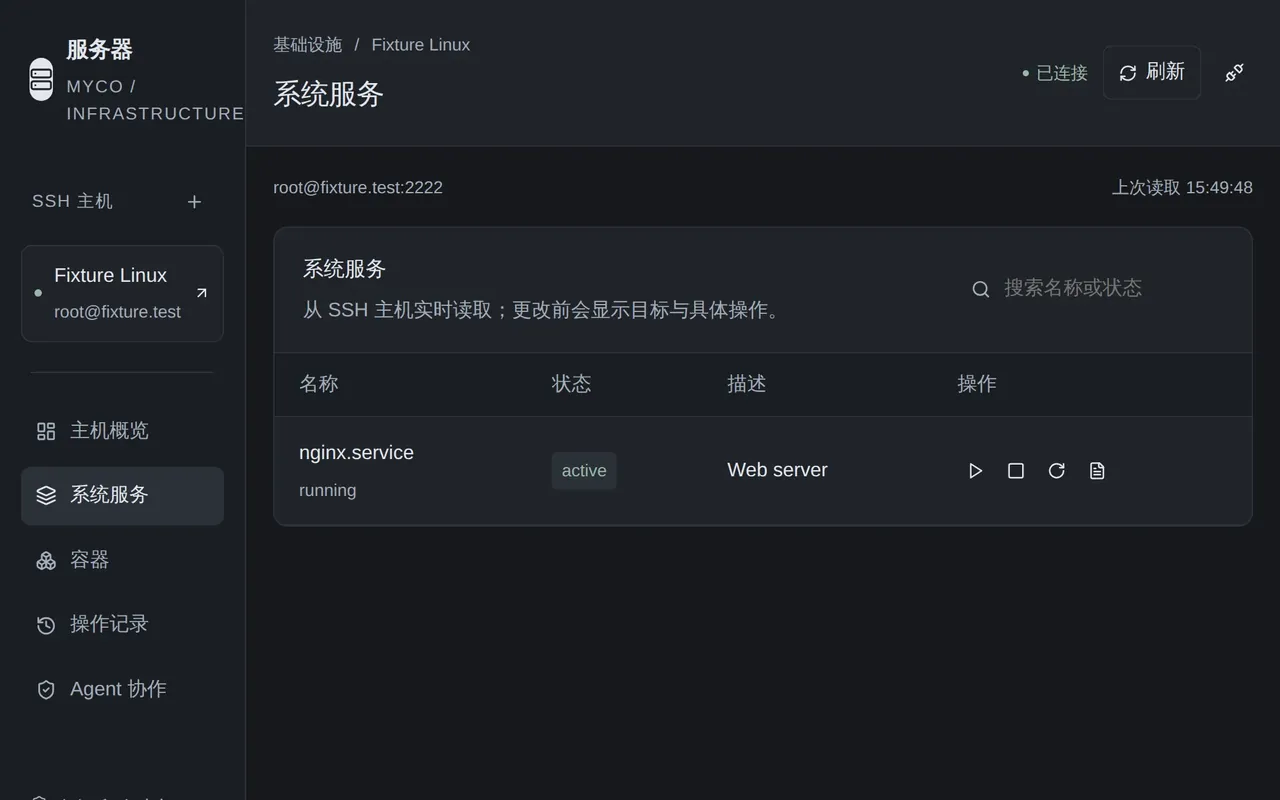 服务器
MYCO /
INFRASTRUCTURE
SSH 主机
Fixture Linux
root@fixture.test
主机概览
系统服务
容器
操作记录
Agent 协作
基础设施 / Fixture Linux
系统服务
已连接
刷新
root@fixture.test:2222
上次读取 15:49:48
系统服务
从 SSH 主机实时读取；更改前会显示目标与具体操作。
搜索名称或状态
名称 状态 描述 操作
nginx.service
running
active
Web server